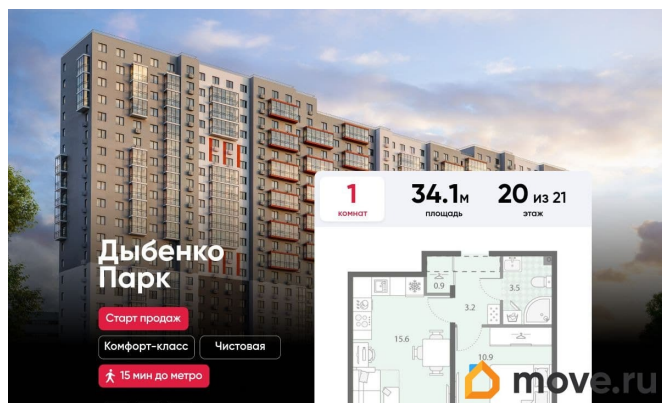 1
комнат
34.1м
площадь
20 из 21
этаж
Дыбенко
Парк
Старт продаж
Комфорт-класс
Чистовая
15 мин до метро
0.9
3.5
3.2
15.6
10.9
move.ru